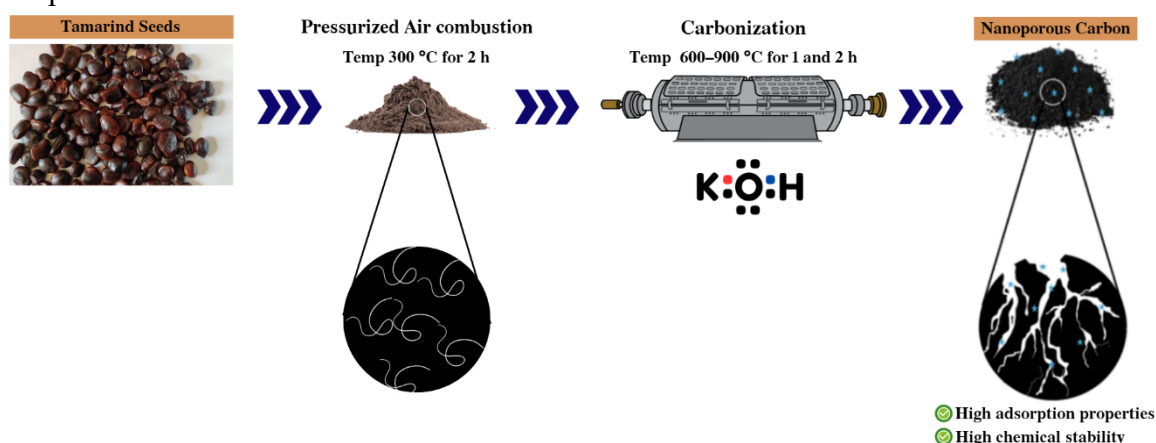 Tamarind Seeds
Pressurized Air combustion
Temp 300 °C for 2 h
Carbonization
Temp 600–900 °C for 1 and 2 h
K:O:H
Nanoporous Carbon
High adsorption properties
High chemical stability